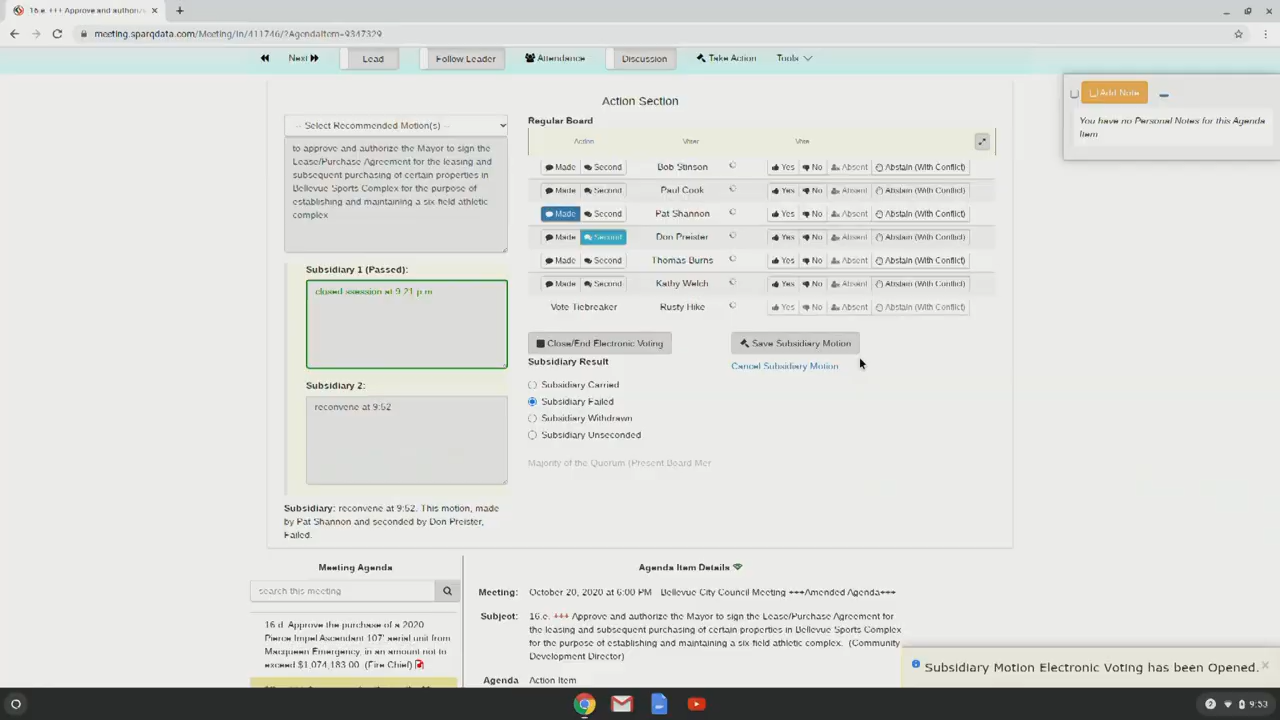 16.e. +++ Approve and authoriz
meeting.sparqdata.com/Meeting/In/411746/?AgendaItem=9347329
Next
Lead
Follow Leader
Attendance
Discussion
Take Action
Tools
Add Note
You have no Personal Notes for this Agenda
Item
Action Section
-- Select Recommended Motion(s) --
to approve and authorize the Mayor to sign the
Lease/Purchase Agreement for the leasing and
subsequent purchasing of certain properties in
Bellevue Sports Complex for the purpose of
establishing and maintaining a six-field athletic
complex
Subsidiary 1 (Passed):
closed ssession at 9:21 p.m.
Subsidiary 2:
reconvene at 9:52
Subsidiary: reconvene at 9:52. This motion, made
by Pat Shannon and seconded by Don Preister,
Failed.
Regular Board
Action Voter Vote
Made Second Bob Stinson Yes No Absent Abstain (With Conflict)
Made Second Paul Cook Yes No Absent Abstain (With Conflict)
Made Second Pat Shannon Yes No Absent Abstain (With Conflict)
Made Second Don Preister Yes No Absent Abstain (With Conflict)
Made Second Thomas Burns Yes No Absent Abstain (With Conflict)
Made Second Kathy Welch Yes No Absent Abstain (With Conflict)
Vote Tiebreaker Rusty Hike Yes No Absent Abstain (With Conflict)
Close/End Electronic Voting
Save Subsidiary Motion
Subsidiary Result
Cancel Subsidiary Motion
Subsidiary Carried
Subsidiary Failed
Subsidiary Withdrawn
Subsidiary Unseconded
Majority of the Quorum (Present Board Mer
Meeting Agenda
search this meeting
16.d. Approve the purchase of a 2020
Pierce Impel Ascendant 107' aerial unit from
Macqueen Emergency, in an amount not to
exceed $1,074,183.00. (Fire Chief)
Agenda Item Details
Meeting: October 20, 2020 at 6:00 PM - Bellevue City Council Meeting +++Amended Agenda+++
Subject: 16.e. +++ Approve and authorize the Mayor to sign the Lease/Purchase Agreement for
the leasing and subsequent purchasing of certain properties in Bellevue Sports Complex
for the purpose of establishing and maintaining a six-field athletic complex. (Community
Development Director)
Agenda Action Item
Subsidiary Motion Electronic Voting has been Opened.
9:53